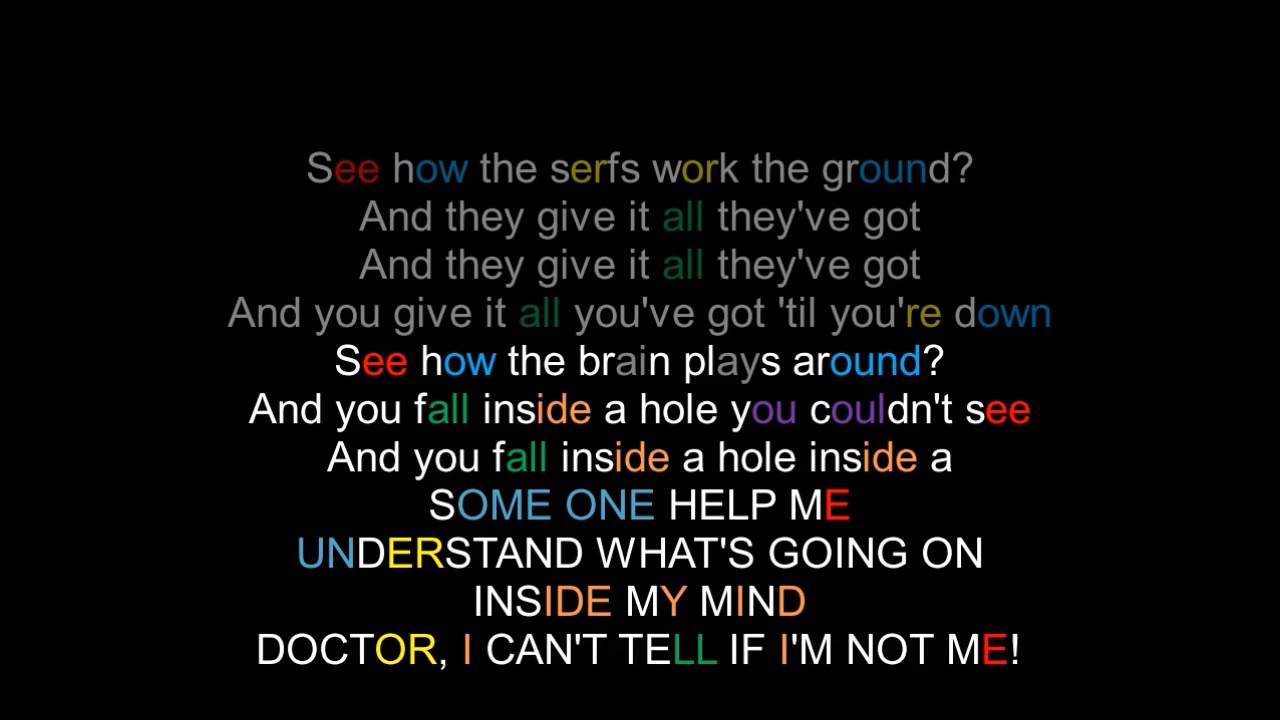 See how the serfs work the ground?
And they give it all they've got
And they give it all they've got
And you give it all you've got 'til you're down
See how the brain plays around?
And you fall inside a hole you couldn't see
And you fall inside a hole inside a
SOME ONE HELP ME
UNDERSTAND WHAT'S GOING ON
INSIDE MY MIND
DOCTOR, I CAN'T TELL IF I'M NOT ME!